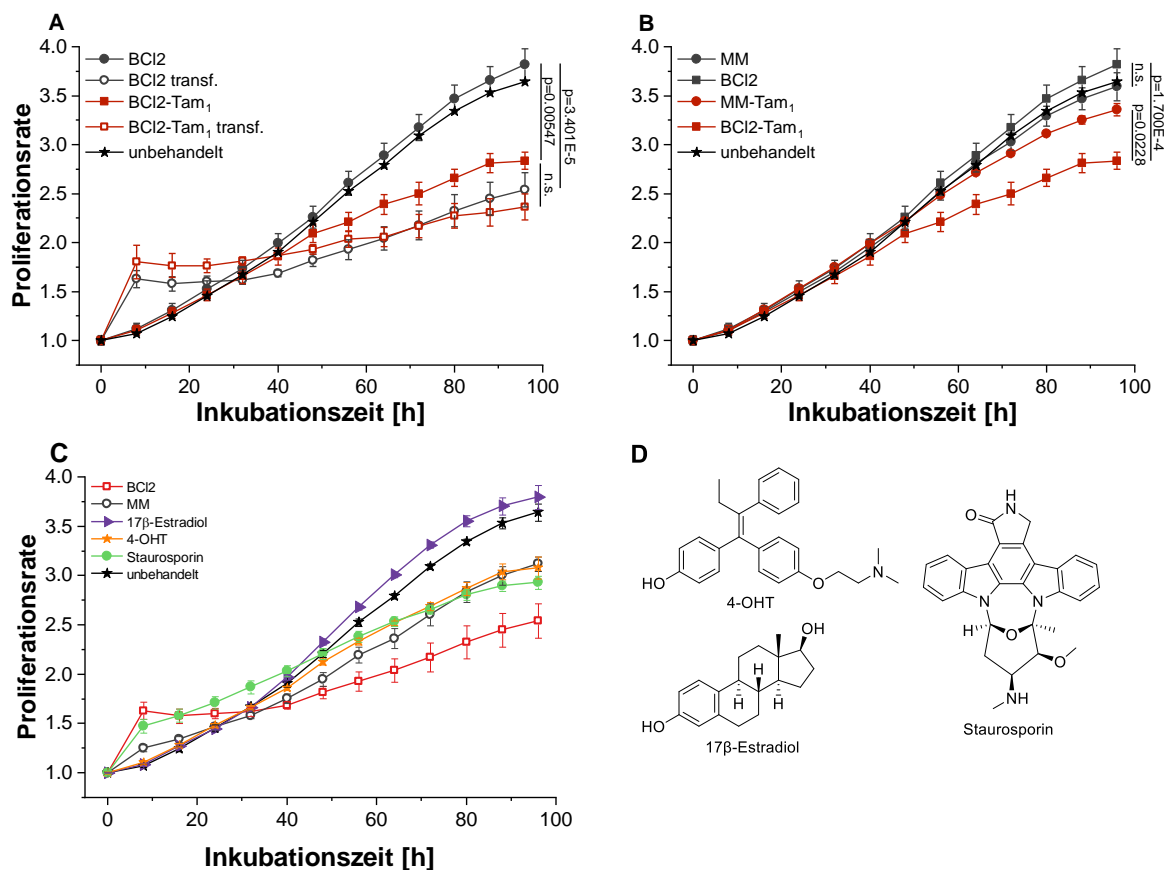 A
BCl2
BCl2 transf.
BCl2-Tam₁
BCl2-Tam₁ transf.
unbehandelt
p=0.00547
p=3.401E-5
n.s.
4.0
3.5
3.0
2.5
2.0
1.5
1.0
Proliferationsrate
0 20 40 60 80 100
Inkubationszeit [h]
B
MM
BCl2
MM-Tam₁
BCl2-Tam₁
unbehandelt
n.s.
p=0.0228
p=1.700E-4
4.0
3.5
3.0
2.5
2.0
1.5
1.0
0 20 40 60 80 100
Inkubationszeit [h]
C
BCl2
MM
17β-Estradiol
4-OHT
Staurosporin
unbehandelt
4.0
3.5
3.0
2.5
2.0
1.5
1.0
Proliferationsrate
0 20 40 60 80 100
Inkubationszeit [h]
D
HO
O
N
4-OHT
OH
H
H
H
HO
17β-Estradiol
H
N
O
N
N
H
O
O
NH
Staurosporin